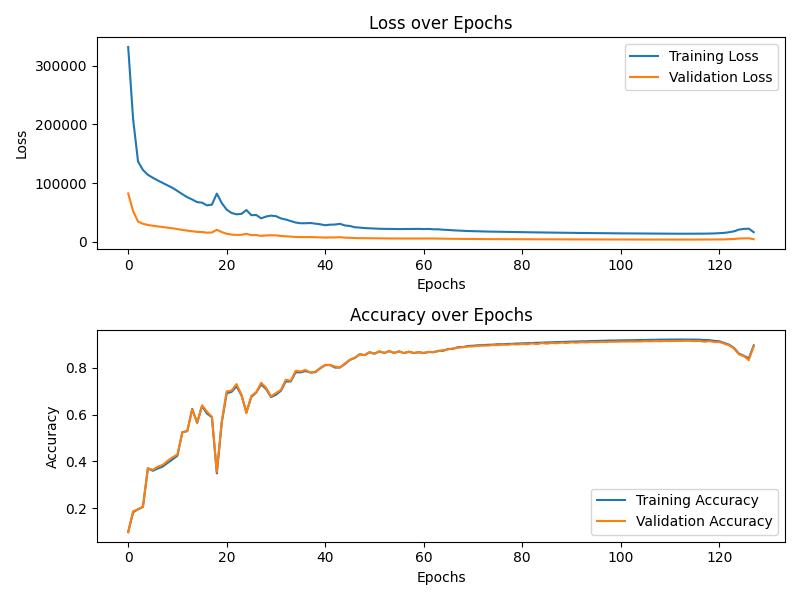 Loss over Epochs
Training Loss
Validation Loss
300000
200000
100000
0
Loss
0 20 40 60 80 100 120
Epochs
Accuracy over Epochs
0.8
0.6
0.4
0.2
Accuracy
Training Accuracy
Validation Accuracy
0 20 40 60 80 100 120
Epochs